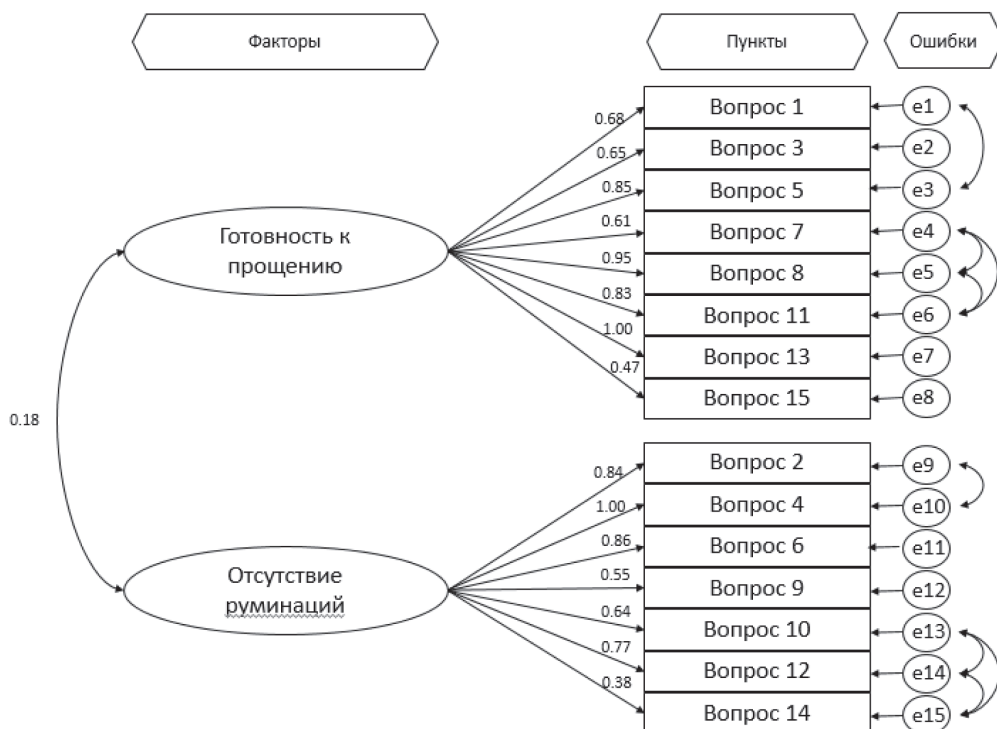 Факторы
Пункты
Ошибки
Готовность к
прощению
0.18
Отсутствие
руминаций
0.68
0.65
0.85
0.61
0.95
0.83
1.00
0.47
Вопрос 1
Вопрос 3
Вопрос 5
Вопрос 7
Вопрос 8
Вопрос 11
Вопрос 13
Вопрос 15
e1
e2
e3
e4
e5
e6
e7
e8
0.84
1.00
0.86
0.55
0.64
0.77
0.38
Вопрос 2
Вопрос 4
Вопрос 6
Вопрос 9
Вопрос 10
Вопрос 12
Вопрос 14
e9
e10
e11
e12
e13
e14
e15